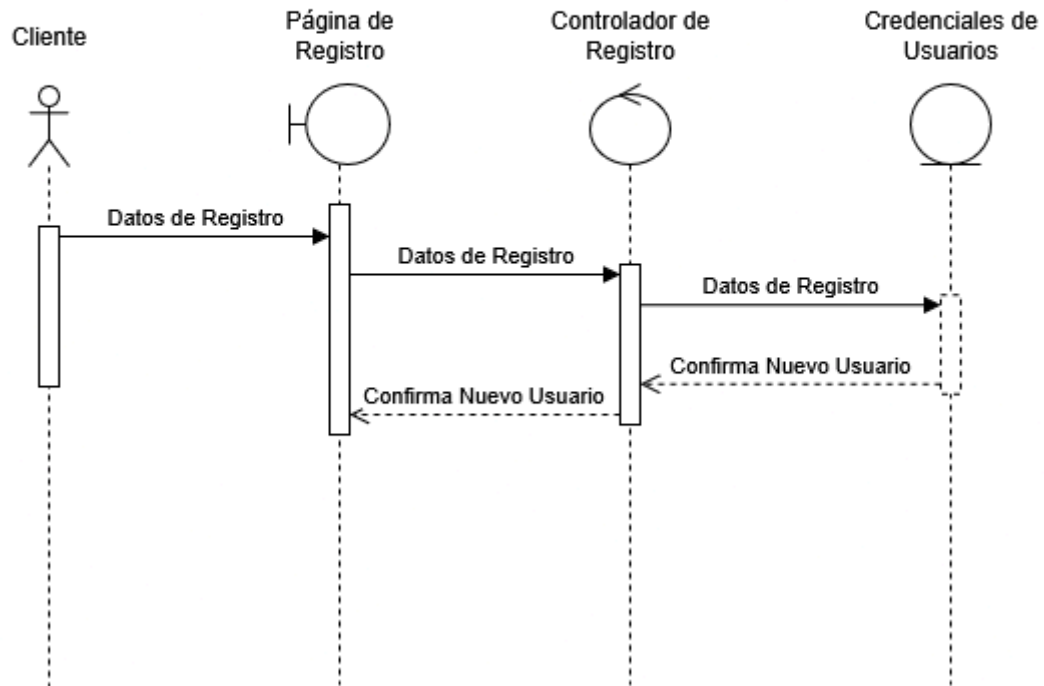 Cliente
Página de
Registro
Controlador de
Registro
Credenciales de
Usuarios
Datos de Registro
Datos de Registro
Datos de Registro
Confirma Nuevo Usuario
Confirma Nuevo Usuario